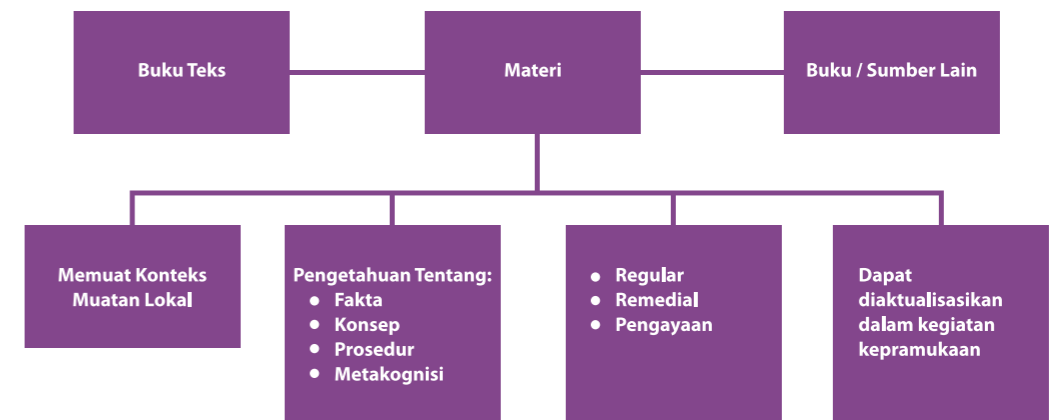 Buku Teks
Materi
Buku / Sumber Lain
Memuat Konteks
Muatan Lokal
Pengetahuan Tentang:
● Fakta
● Konsep
● Prosedur
● Metakognisi
● Regular
● Remedial
● Pengayaan
Dapat
diaktualisasikan
dalam kegiatan
kepramukaan